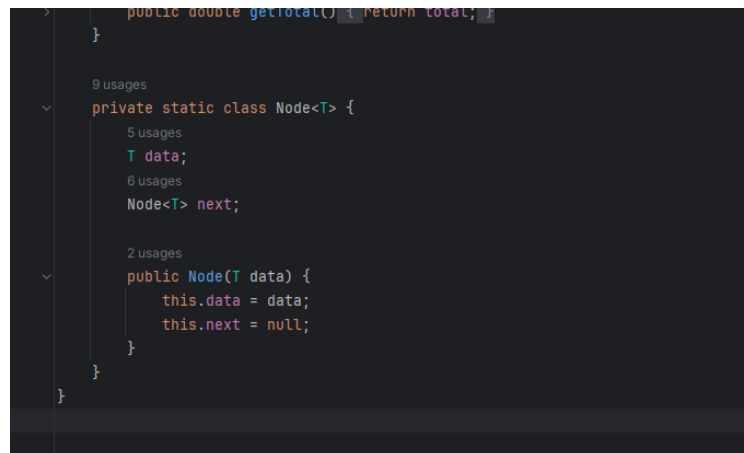 public double getTotal() { return total; }
}
9 usages
private static class Node<T> {
5 usages
T data;
6 usages
Node<T> next;
2 usages
public Node(T data) {
this.data = data;
this.next = null;
}
}
}